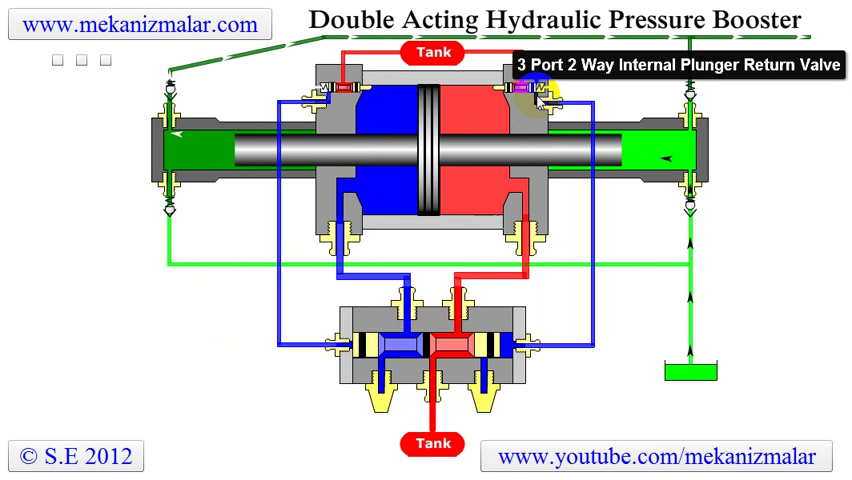 www.mekanizmalar.com
Double Acting Hydraulic Pressure Booster
Tank
3 Port 2 Way Internal Plunger Return Valve
Tank
© S.E 2012
www.youtube.com/mekanizmalar